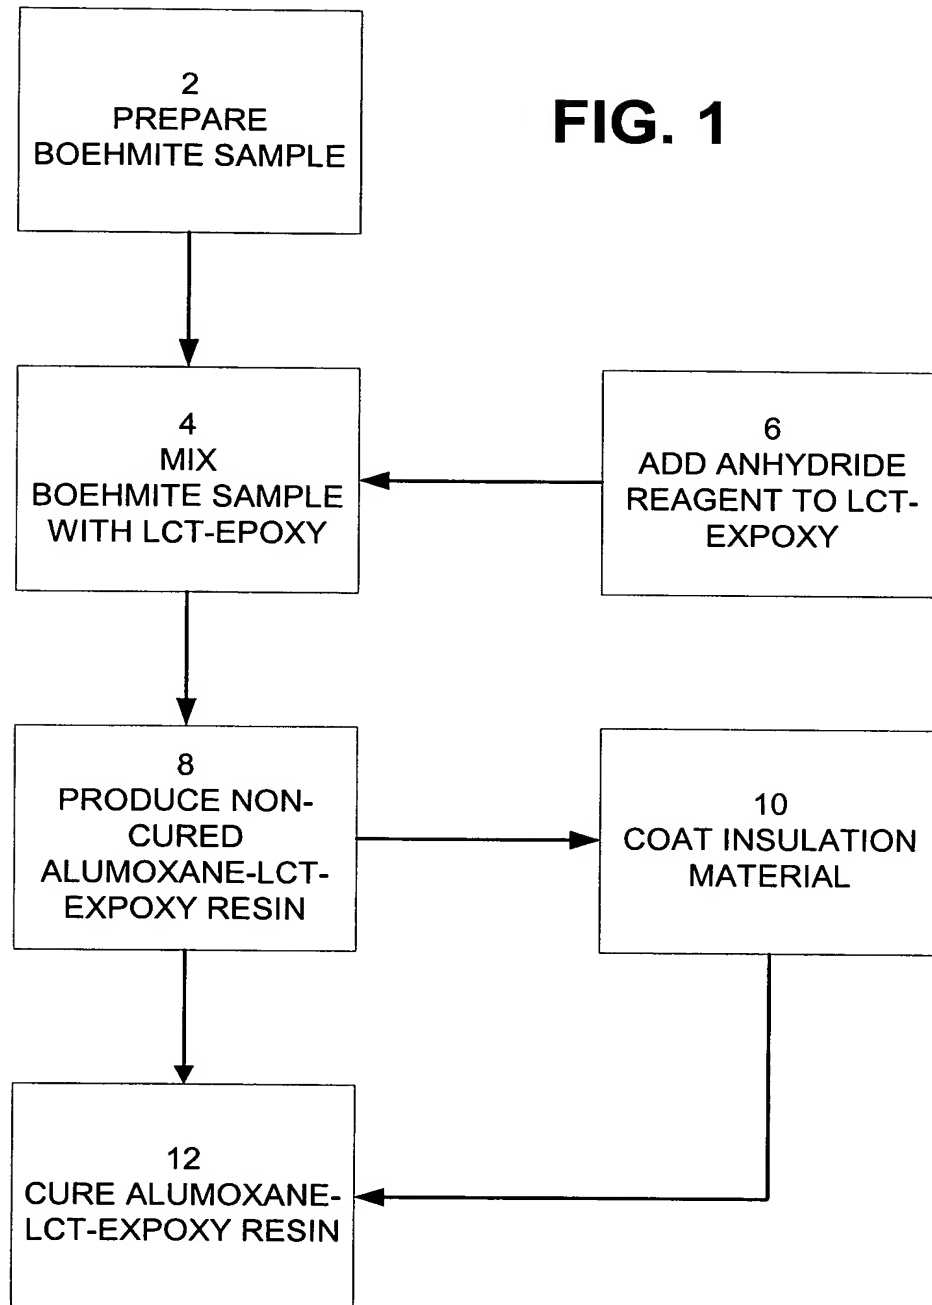 FIG. 1
2
PREPARE
BOEHMITE SAMPLE
4
MIX
BOEHMITE SAMPLE
WITH LCT-EPOXY
6
ADD ANHYDRIDE
REAGENT TO LCT-
EXPOXY
8
PRODUCE NON-
CURED
ALUMOXANE-LCT-
EXPOXY RESIN
10
COAT INSULATION
MATERIAL
12
CURE ALUMOXANE-
LCT-EXPOXY RESIN